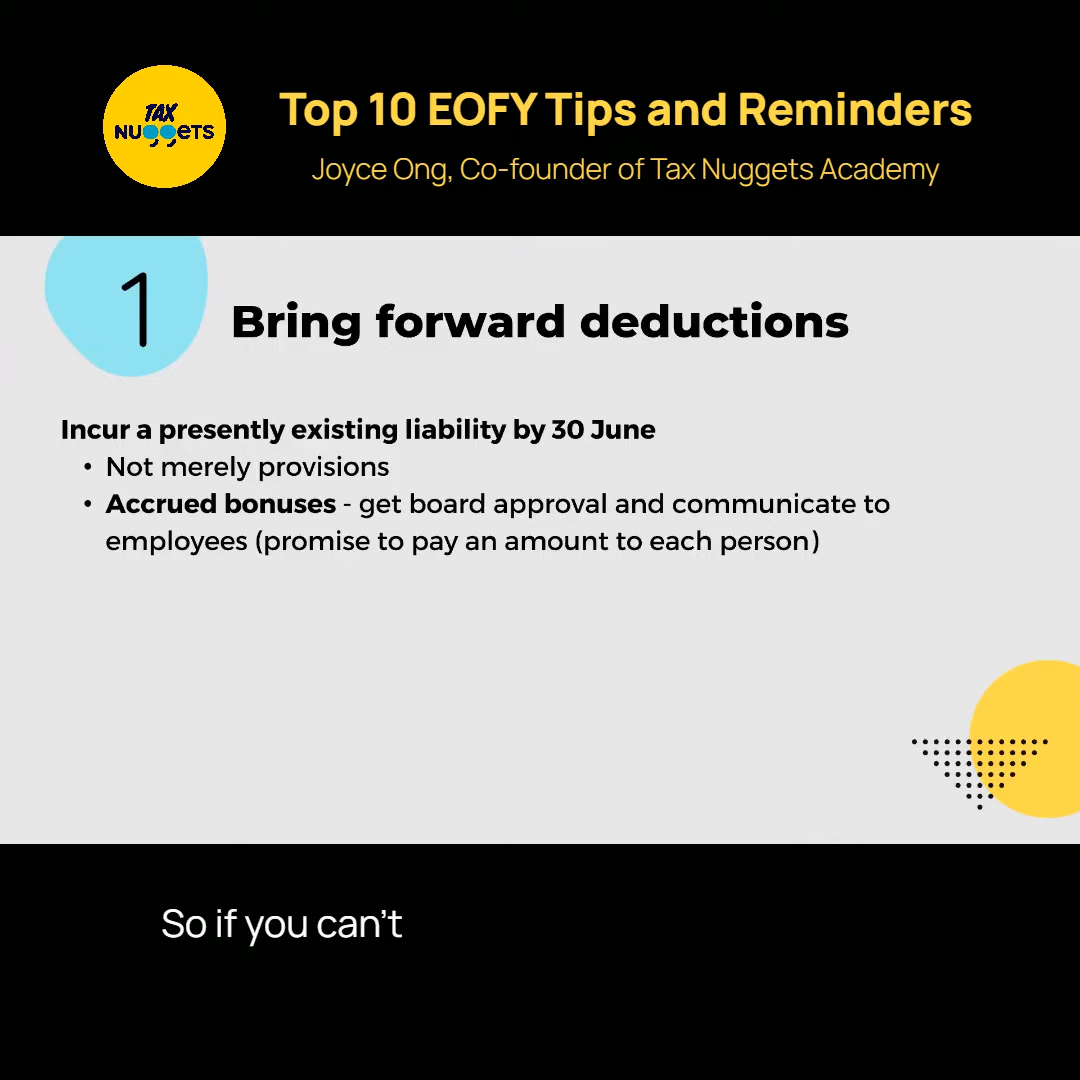 TAX
NUggETS
Top 10 EOFY Tips and Reminders
Joyce Ong, Co-founder of Tax Nuggets Academy
1
Bring forward deductions
Incur a presently existing liability by 30 June
• Not merely provisions
• Accrued bonuses - get board approval and communicate to
employees (promise to pay an amount to each person)
So if you can't